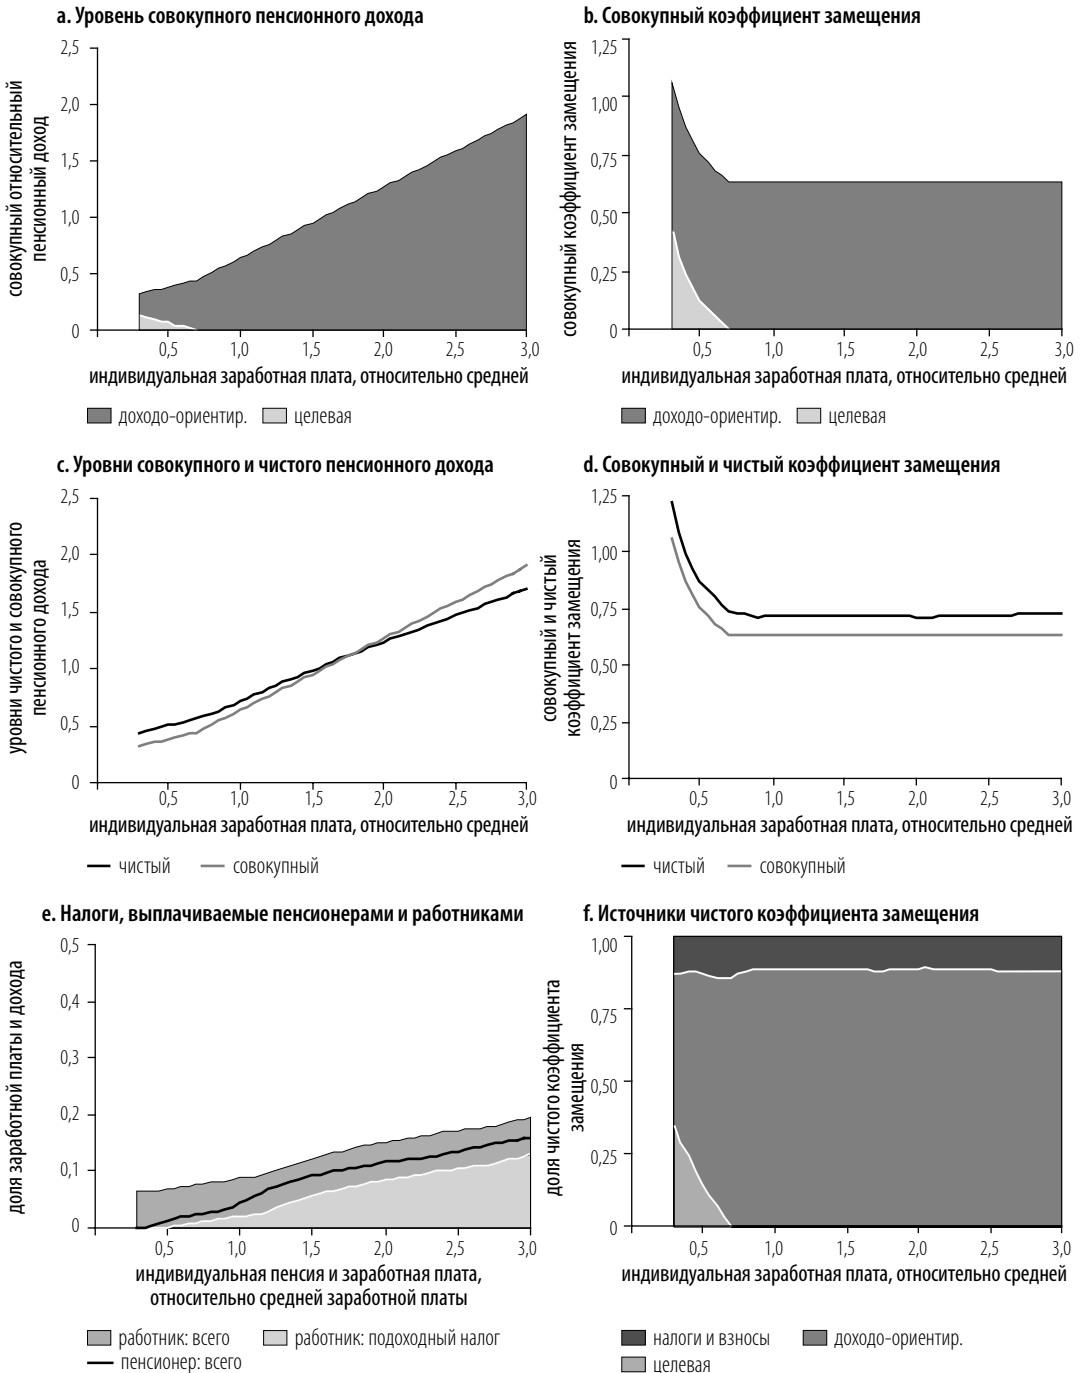 a. Уровень совокупного пенсионного дохода
совокупный относительный
пенсионный доход
2,5
2,0
1,5
1,0
0,5
0
0,5 1,0 1,5 2,0 2,5 3,0
индивидуальная заработная плата, относительно средней
доходо-ориентир. целевая
b. Совокупный коэффициент замещения
совокупный коэффициент замещения
1,25
1,00
0,75
0,50
0,25
0
0,5 1,0 1,5 2,0 2,5 3,0
индивидуальная заработная плата, относительно средней
доходо-ориентир. целевая
c. Уровни совокупного и чистого пенсионного дохода
уровни чистого и совокупного
пенсионного дохода
2,5
2,0
1,5
1,0
0,5
0
0,5 1,0 1,5 2,0 2,5 3,0
индивидуальная заработная плата, относительно средней
чистый совокупный
d. Совокупный и чистый коэффициент замещения
совокупный и чистый
коэффициент замещения
1,25
1,00
0,75
0,50
0,25
0
0,5 1,0 1,5 2,0 2,5 3,0
индивидуальная заработная плата, относительно средней
чистый совокупный
e. Налоги, выплачиваемые пенсионерами и работниками
доля заработной платы и дохода
0,5
0,4
0,3
0,2
0,1
0
0,5 1,0 1,5 2,0 2,5 3,0
индивидуальная пенсия и заработная плата,
относительно средней заработной платы
работник: всего работник: подоходный налог
пенсионер: всего
f. Источники чистого коэффициента замещения
доля чистого коэффициента
замещения
1,00
0,75
0,50
0,25
0
0,5 1,0 1,5 2,0 2,5 3,0
индивидуальная заработная плата, относительно средней
налоги и взносы доходо-ориентир.
целевая